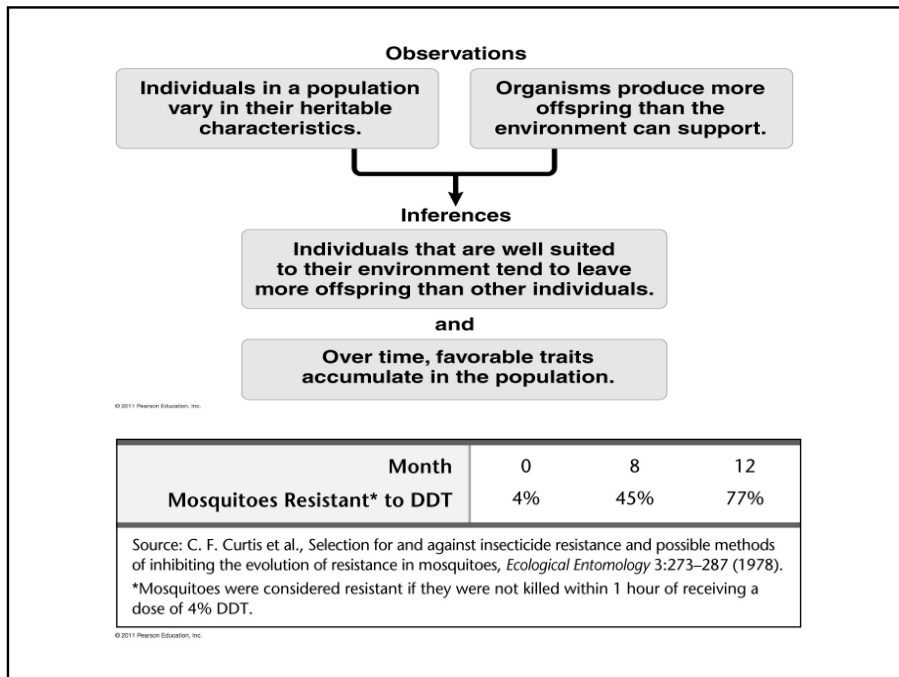 Observations
Individuals in a population
vary in their heritable
characteristics.
Organisms produce more
offspring than the
environment can support.
Inferences
Individuals that are well suited
to their environment tend to leave
more offspring than other individuals.
and
Over time, favorable traits
accumulate in the population.
© 2011 Pearson Education, Inc.
Month 0 8 12
Mosquitoes Resistant* to DDT 4% 45% 77%
Source: C. F. Curtis et al., Selection for and against insecticide resistance and possible methods
of inhibiting the evolution of resistance in mosquitoes, Ecological Entomology 3:273–287 (1978).
*Mosquitoes were considered resistant if they were not killed within 1 hour of receiving a
dose of 4% DDT.
© 2011 Pearson Education, Inc.